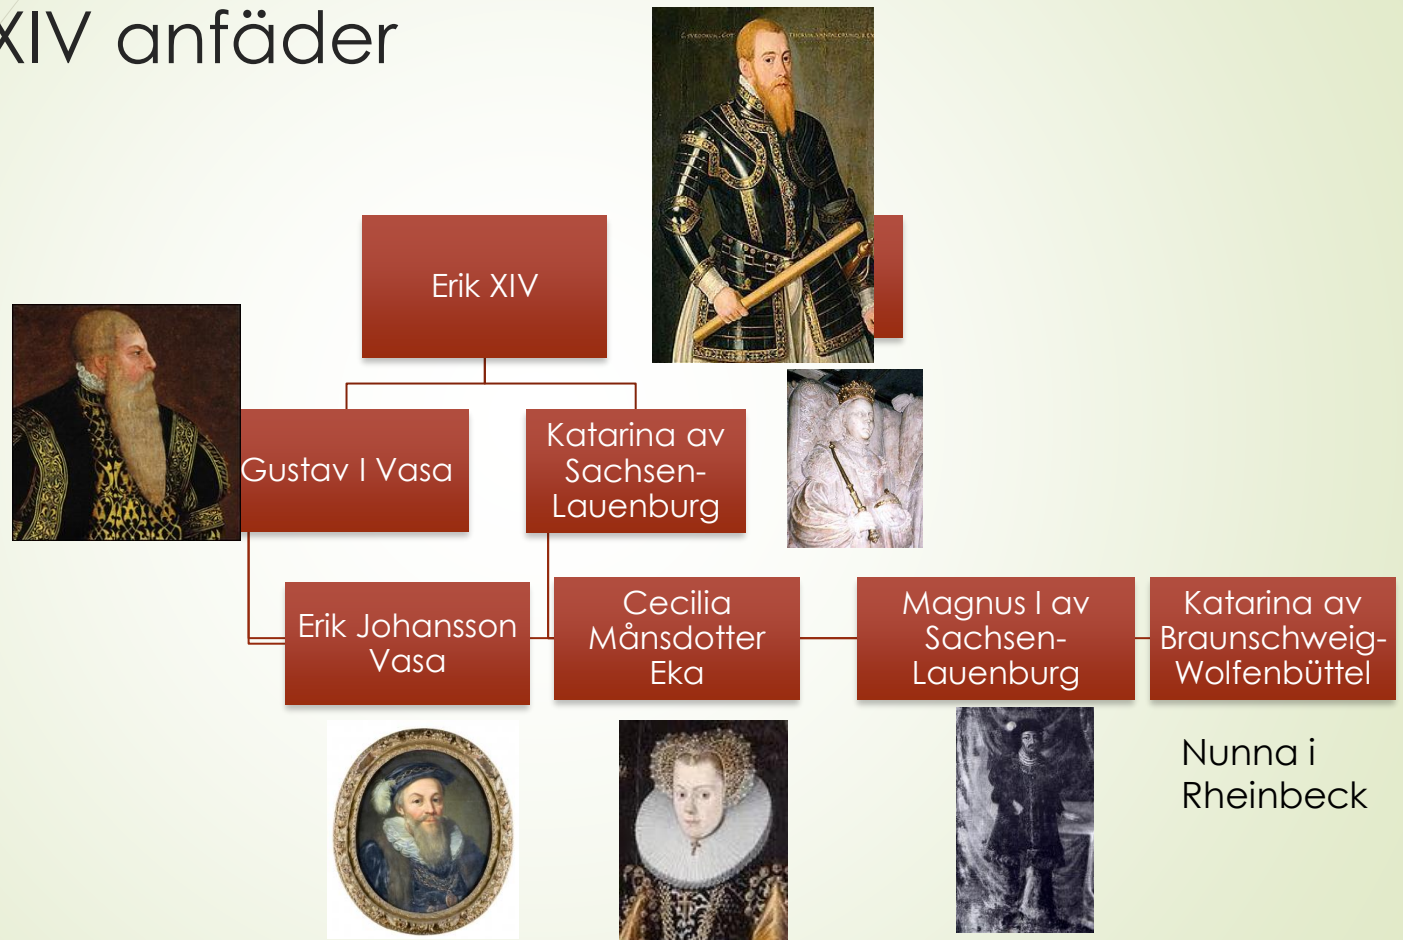 XIV anfäder
Erik XIV
Gustav I Vasa
Katarina av
Sachsen-
Lauenburg
Erik Johansson
Vasa
Cecilia
Månsdotter
Eka
Magnus I av
Sachsen-
Lauenburg
Katarina av
Braunschweig-
Wolfenbüttel
Nunna i
Rheinbeck